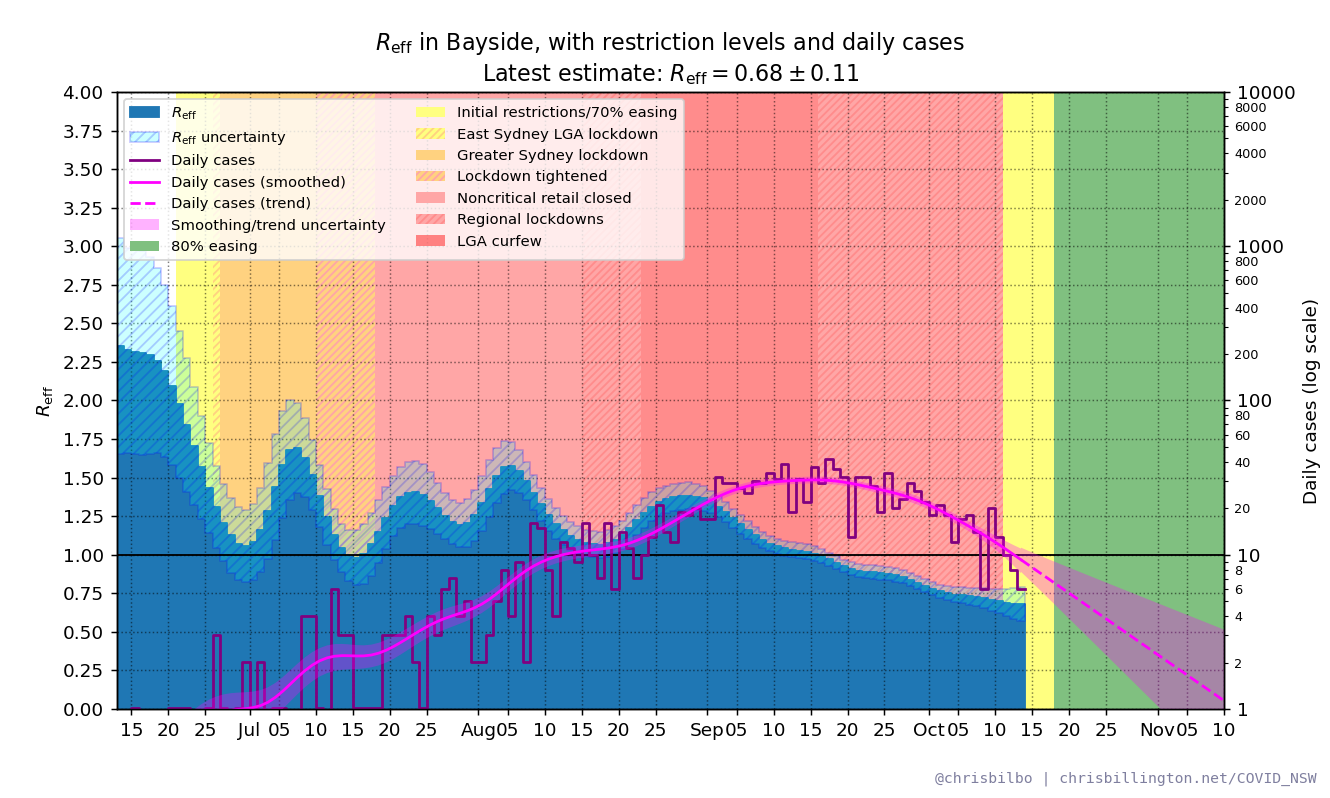 Reff in Bayside, with restriction levels and daily cases
Latest estimate: Reff = 0.68 ± 0.11
Reff
Reff uncertainty
Daily cases
Daily cases (smoothed)
Daily cases (trend)
Smoothing/trend uncertainty
80% easing
Initial restrictions/70% easing
East Sydney LGA lockdown
Greater Sydney lockdown
Lockdown tightened
Noncritical retail closed
Regional lockdowns
LGA curfew
Reff
4.00
3.75
3.50
3.25
3.00
2.75
2.50
2.25
2.00
1.75
1.50
1.25
1.00
0.75
0.50
0.25
0.00
10000
8000
6000
4000
2000
1000
800
600
400
200
100
80
60
40
20
10
8
6
4
2
1
Daily cases (log scale)
15 20 25 Jul 05 10 15 20 25 Aug 05 10 15 20 25 Sep 05 10 15 20 25 Oct 05 10 15 20 25 Nov 05 10
@chrisbilbo | chrisbillington.net/COVID_NSW